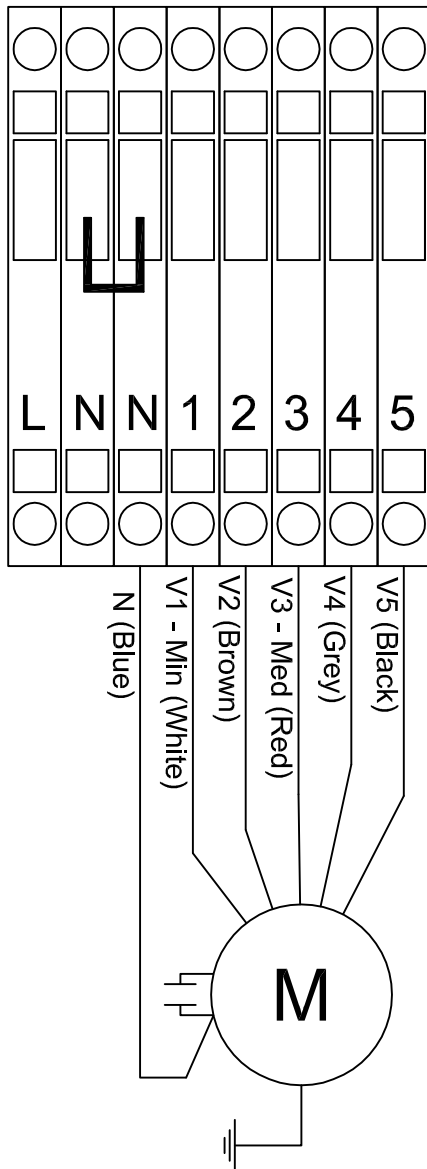 L N N 1 2 3 4 5
N (Blue)
V1 - Min (White)
V2 (Brown)
V3 - Med (Red)
V4 (Grey)
V5 (Black)
M